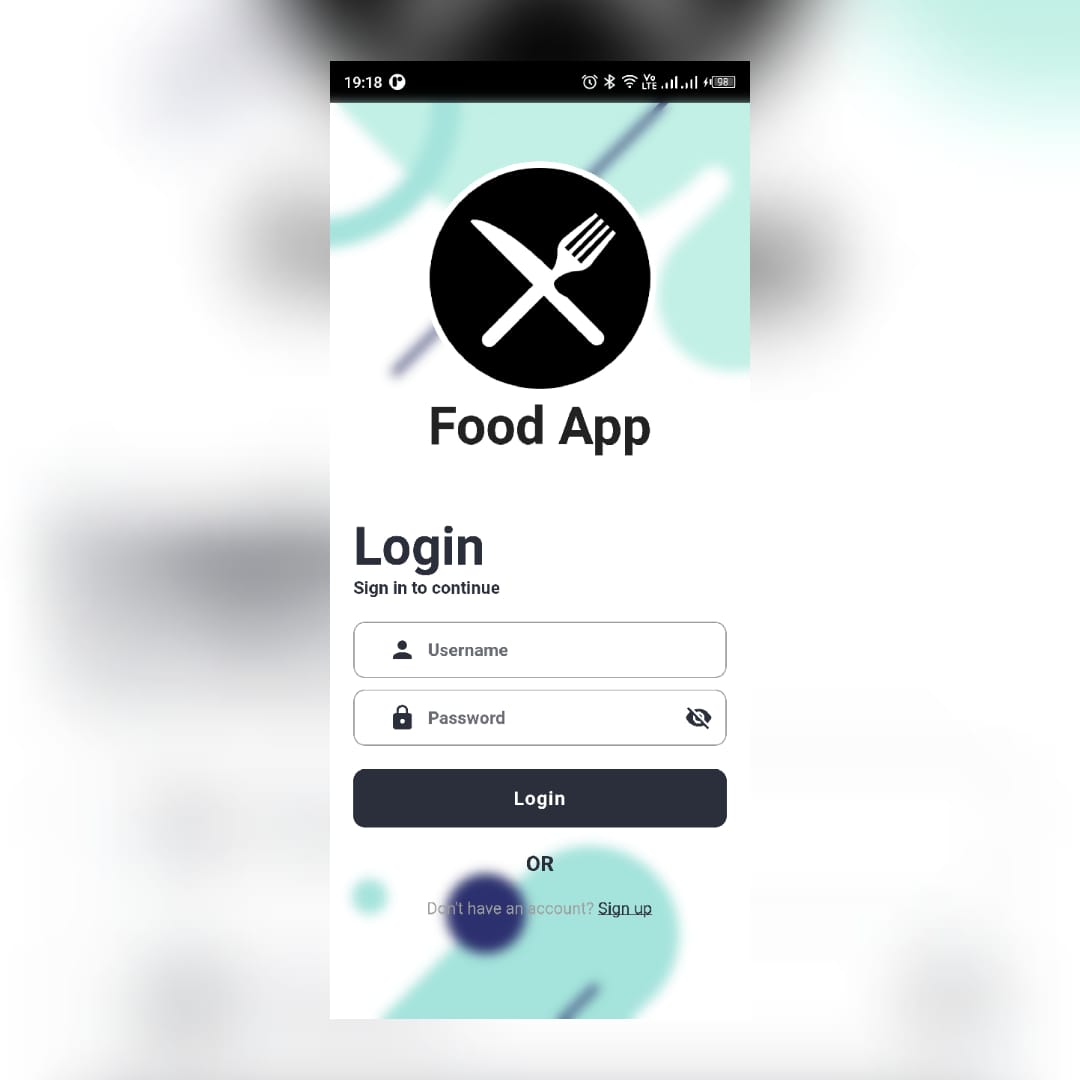 19:18 Vo LTE 98
Food App
Login
Sign in to continue
Username
Password
Login
OR
Don't have an account? Sign up